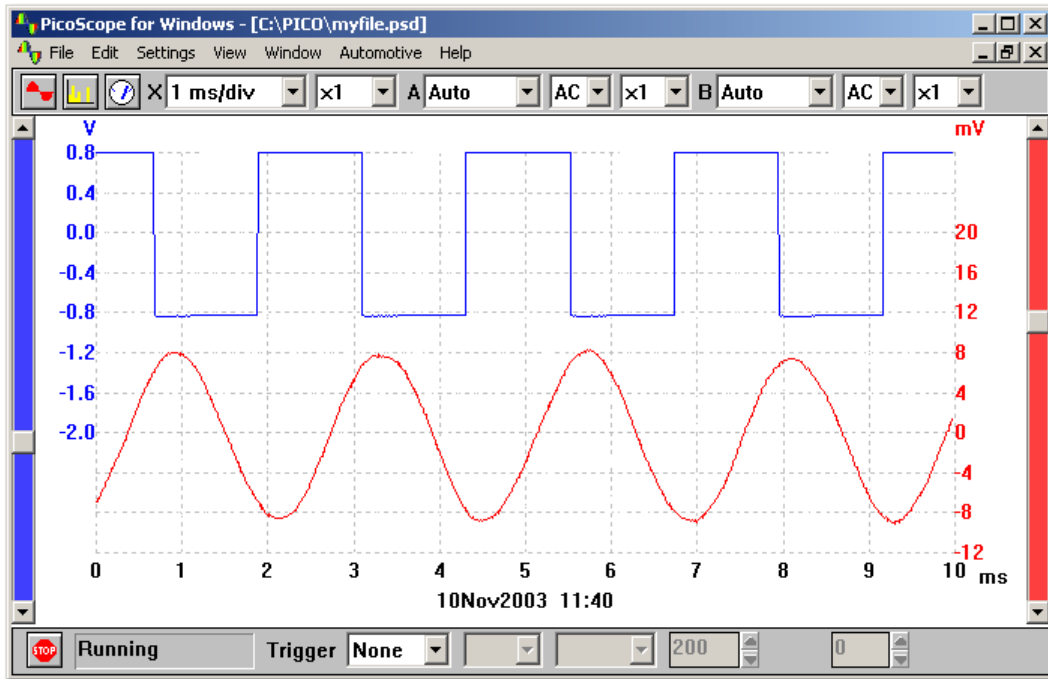 PicoScope for Windows - [C:\PICO\myfile.psd]
File Edit Settings View Window Automotive Help
X 1 ms/div x1 A Auto AC x1 B Auto AC x1
V mV
0.8
0.4
0.0 20
-0.4 16
-0.8 12
-1.2 8
-1.6 4
-2.0 0
-4
-8
-12
0 1 2 3 4 5 6 7 8 9 10 ms
10Nov2003 11:40
STOP Running Trigger None 200 0